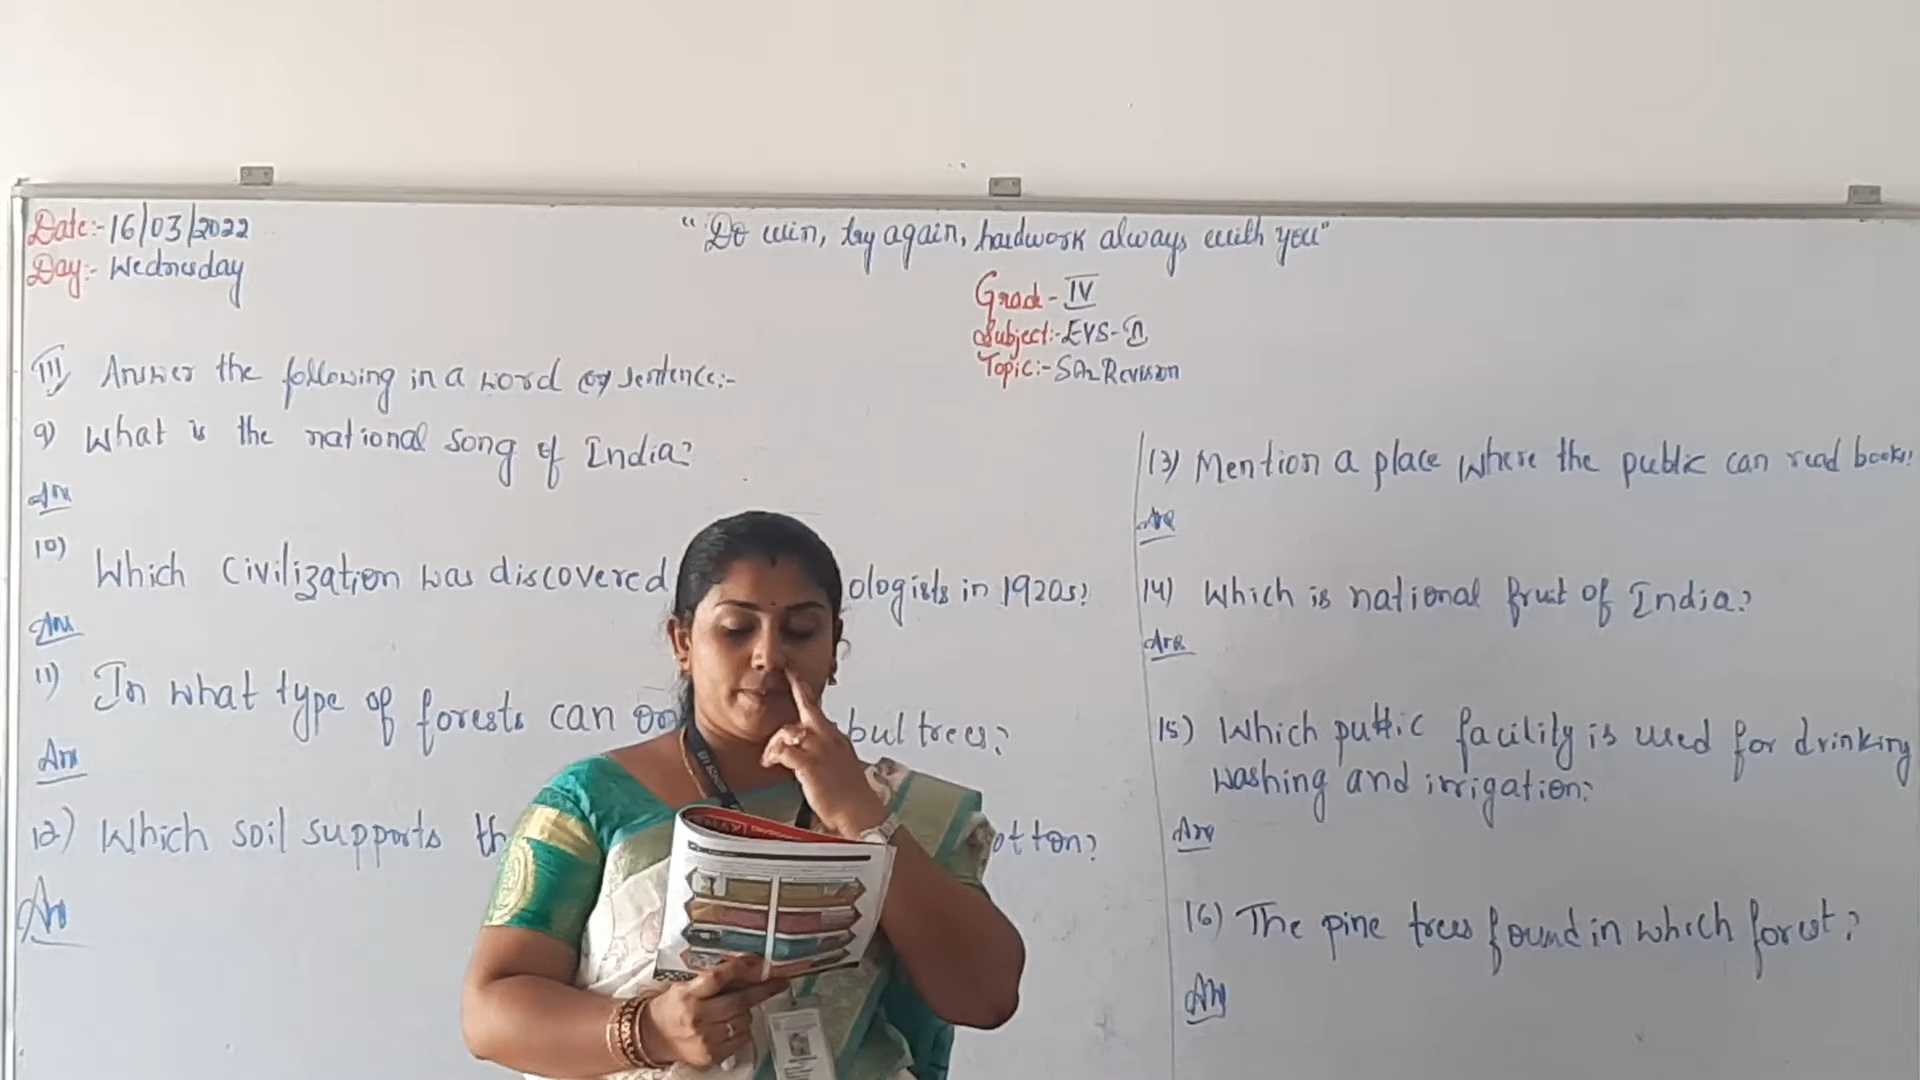 Date:- 16/03/2022
Day:- Wednesday
"Do win, try again, hardwork always with you"
Grad - IV
Subject:- EVS-II
Topic:- SA2 Revision
III) Answer the following in a word or sentence:-
9) What is the national song of India?
Ans
10) Which civilization was discovered ologists in 1920s?
Ans
11) In what type of forests can bul trees?
Ans
12) Which soil supports th otton?
Ans
13) Mention a place where the public can read books?
Ans
14) Which is national fruit of India?
Ans
15) Which public facility is used for drinking
washing and irrigation?
Ans
16) The pine trees found in which forest?
Ans